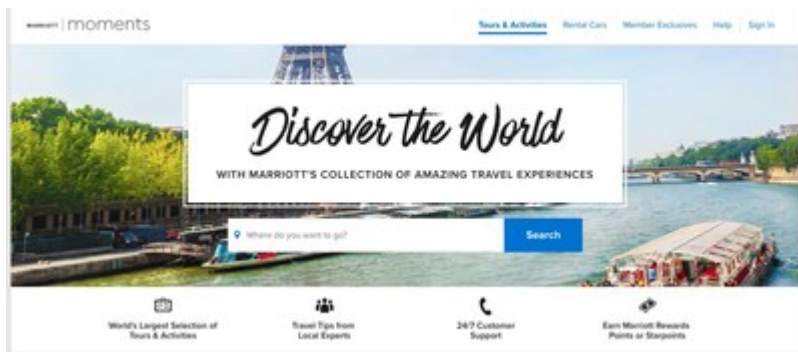 MARRIOTT | moments
Tours & Activities Rental Cars Member Exclusives Help Sign In
Discover the World
WITH MARRIOTT'S COLLECTION OF AMAZING TRAVEL EXPERIENCES
Where do you want to go? Search
World's Largest Selection of
Tours & Activities
Travel Tips from
Local Experts
24/7 Customer
Support
Earn Marriott Rewards
Points or Starpoints